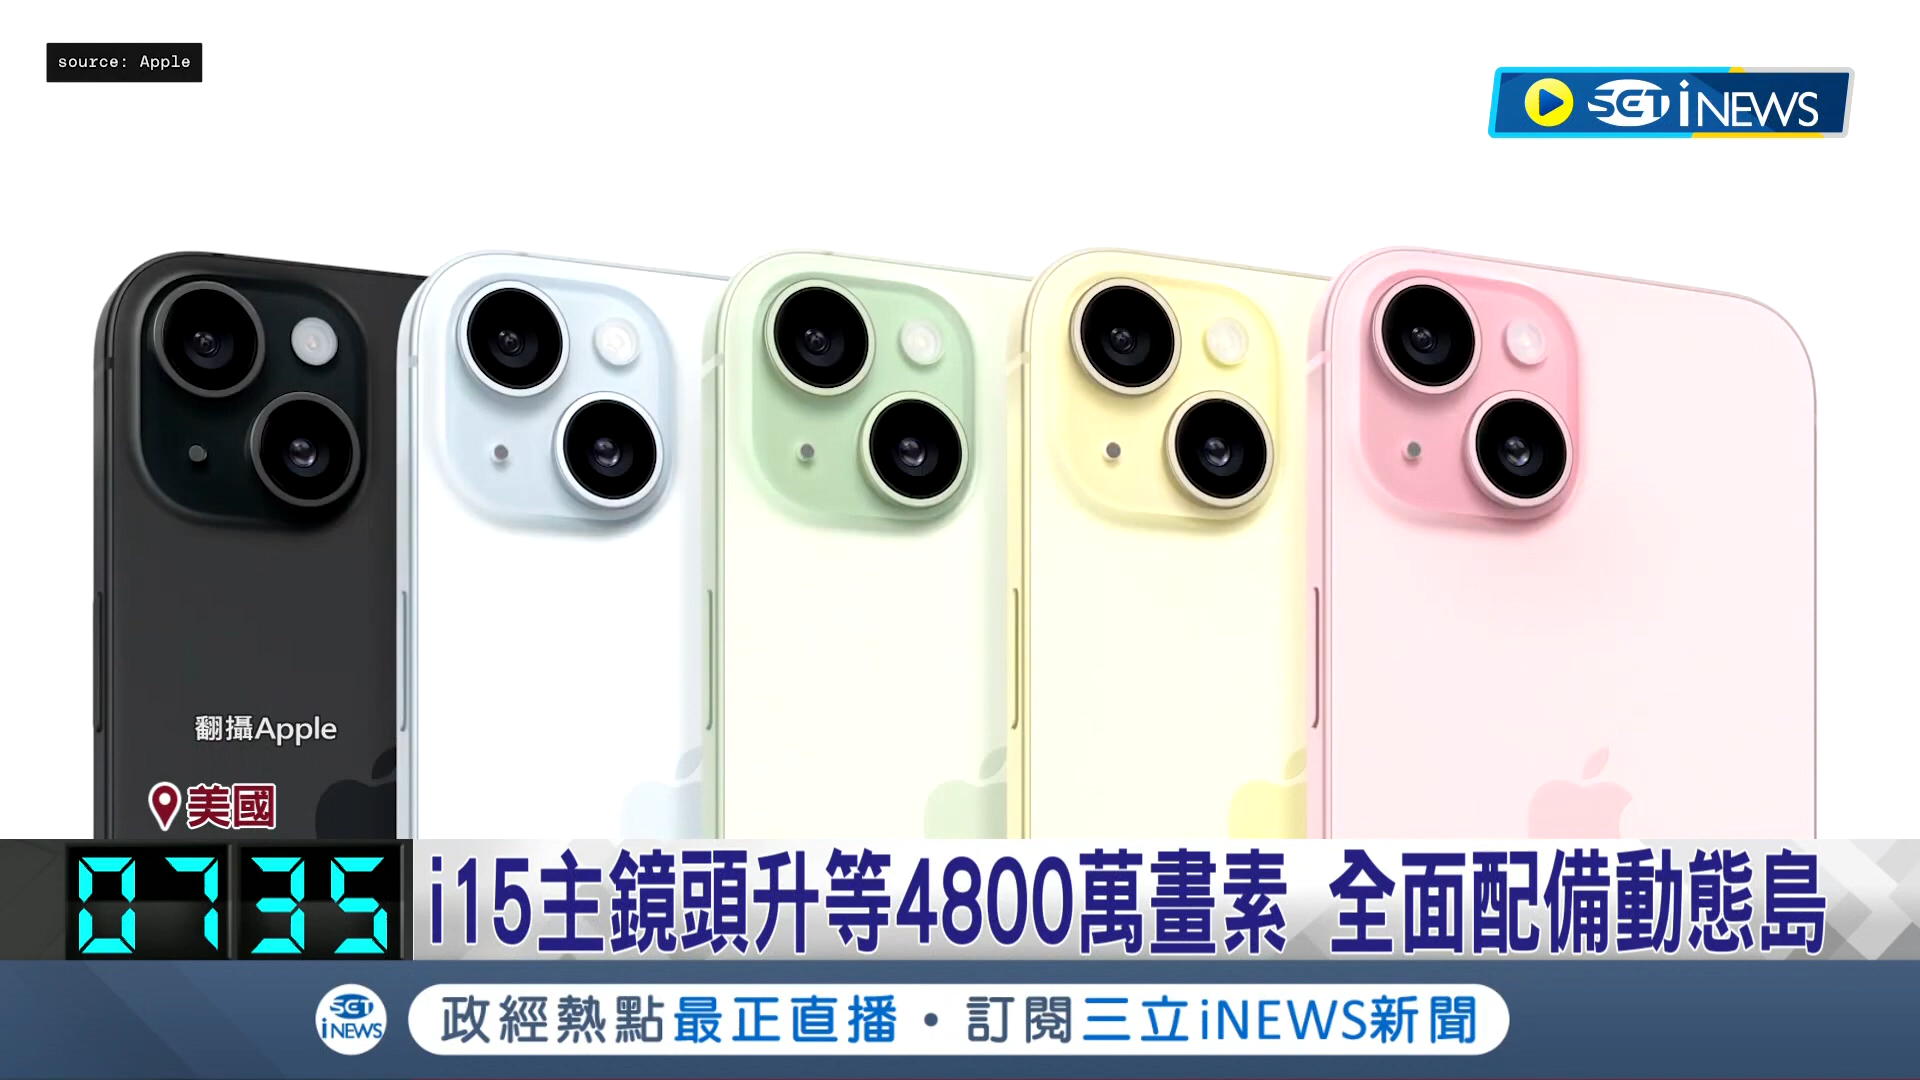 source: Apple
SET iNEWS
翻攝Apple
美國
0735
i15主鏡頭升等4800萬畫素 全面配備動態島
SET iNEWS
政經熱點最正直播・訂閱三立iNEWS新聞